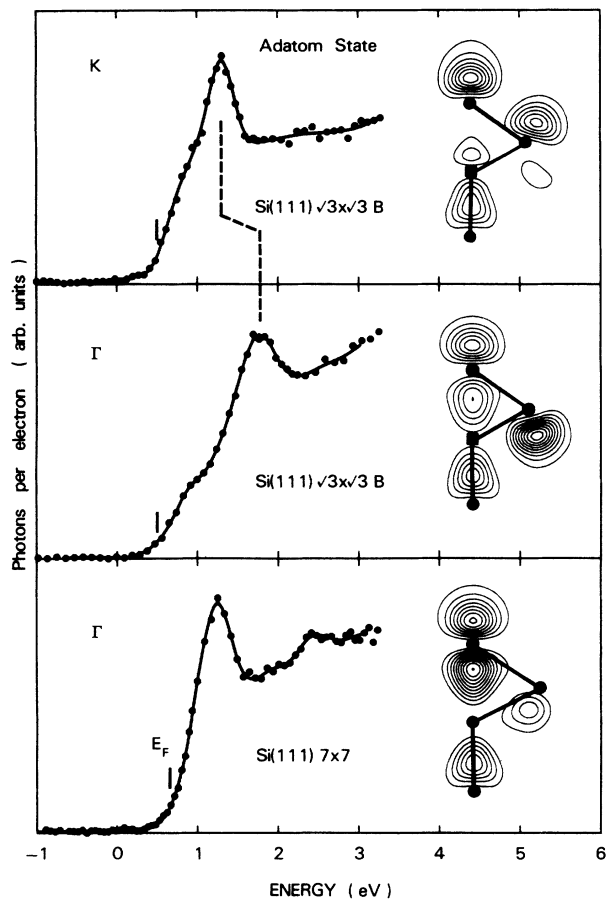 Adatom State
K
Si(111) √3x√3 B
Γ
Si(111) √3x√3 B
Γ
E_F
Si(111) 7x7
Photons per electron ( arb. units)
−1 0 1 2 3 4 5 6
ENERGY ( eV )